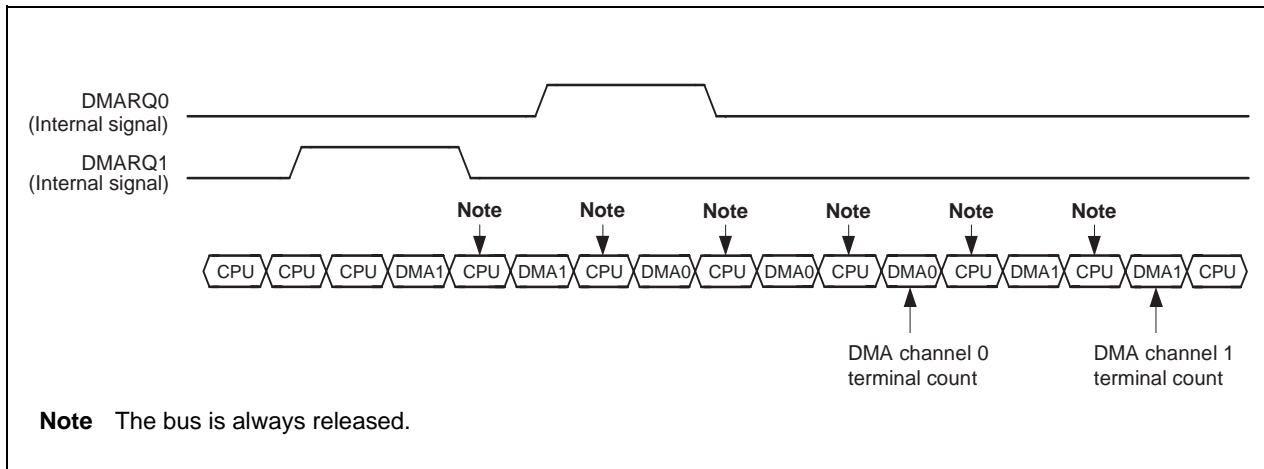 DMARQ0
(Internal signal)
DMARQ1
(Internal signal)
Note Note Note Note Note Note
CPU CPU CPU DMA1 CPU DMA1 CPU DMA0 CPU DMA0 CPU DMA0 CPU DMA1 CPU DMA1 CPU
DMA channel 0
terminal count
DMA channel 1
terminal count
Note The bus is always released.